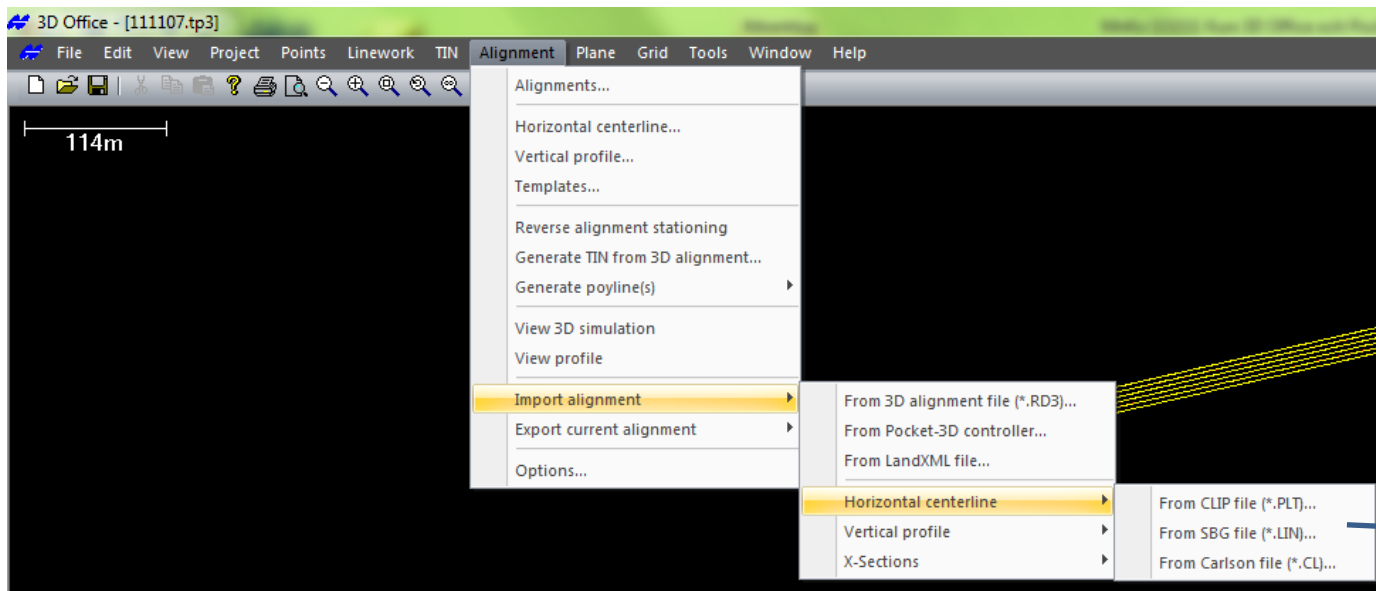 3D Office - [111107.tp3]
File Edit View Project Points Linework TIN Alignment Plane Grid Tools Window Help
114m
Alignments...
Horizontal centerline...
Vertical profile...
Templates...
Reverse alignment stationing
Generate TIN from 3D alignment...
Generate poyline(s)
View 3D simulation
View profile
Import alignment
Export current alignment
Options...
From 3D alignment file (*.RD3)...
From Pocket-3D controller...
From LandXML file...
Horizontal centerline
Vertical profile
X-Sections
From CLIP file (*.PLT)...
From SBG file (*.LIN)...
From Carlson file (*.CL)...